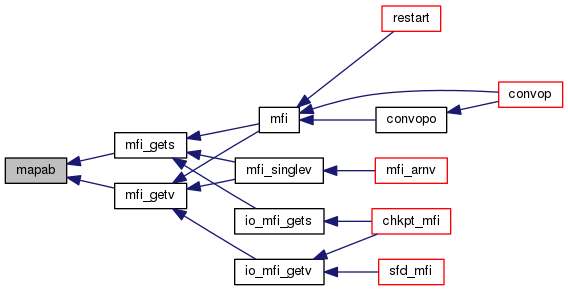 restart
convop
mfi
convopo
mfi_gets
mapab
mfi_singlev
mfi_arnv
mfi_getv
io_mfi_gets
chkpt_mfi
io_mfi_getv
sfd_mfi